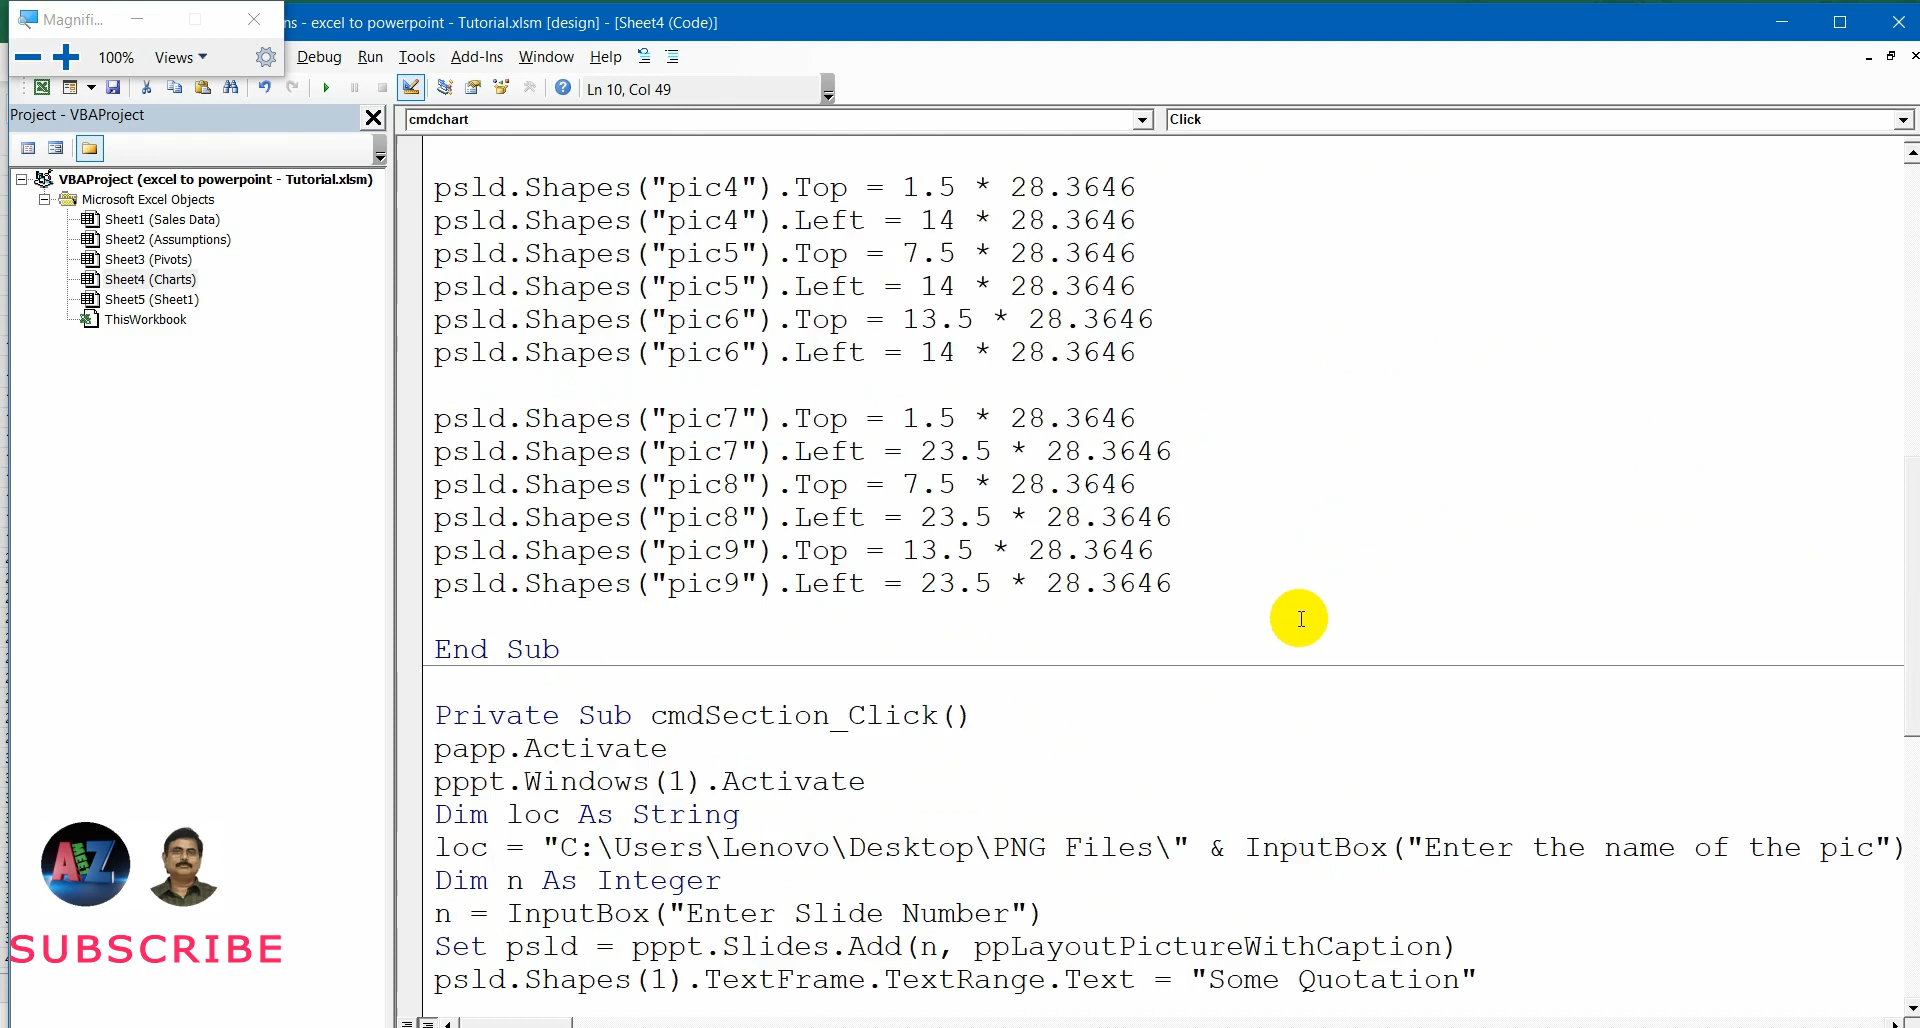 Magnifi...
ns - excel to powerpoint - Tutorial.xlsm [design] - [Sheet4 (Code)]
100% Views
Debug Run Tools Add-Ins Window Help
Ln 10, Col 49
Project - VBAProject
cmdchart
Click
VBAProject (excel to powerpoint - Tutorial.xlsm)
Microsoft Excel Objects
Sheet1 (Sales Data)
Sheet2 (Assumptions)
Sheet3 (Pivots)
Sheet4 (Charts)
Sheet5 (Sheet1)
ThisWorkbook
psld.Shapes("pic4").Top = 1.5 * 28.3646
psld.Shapes("pic4").Left = 14 * 28.3646
psld.Shapes("pic5").Top = 7.5 * 28.3646
psld.Shapes("pic5").Left = 14 * 28.3646
psld.Shapes("pic6").Top = 13.5 * 28.3646
psld.Shapes("pic6").Left = 14 * 28.3646
psld.Shapes("pic7").Top = 1.5 * 28.3646
psld.Shapes("pic7").Left = 23.5 * 28.3646
psld.Shapes("pic8").Top = 7.5 * 28.3646
psld.Shapes("pic8").Left = 23.5 * 28.3646
psld.Shapes("pic9").Top = 13.5 * 28.3646
psld.Shapes("pic9").Left = 23.5 * 28.3646
End Sub
Private Sub cmdSection_Click()
papp.Activate
pppt.Windows(1).Activate
Dim loc As String
loc = "C:\Users\Lenovo\Desktop\PNG Files\" & InputBox("Enter the name of the pic")
Dim n As Integer
n = InputBox("Enter Slide Number")
Set psld = pppt.Slides.Add(n, ppLayoutPictureWithCaption)
psld.Shapes(1).TextFrame.TextRange.Text = "Some Quotation"
A MEET Z
SUBSCRIBE